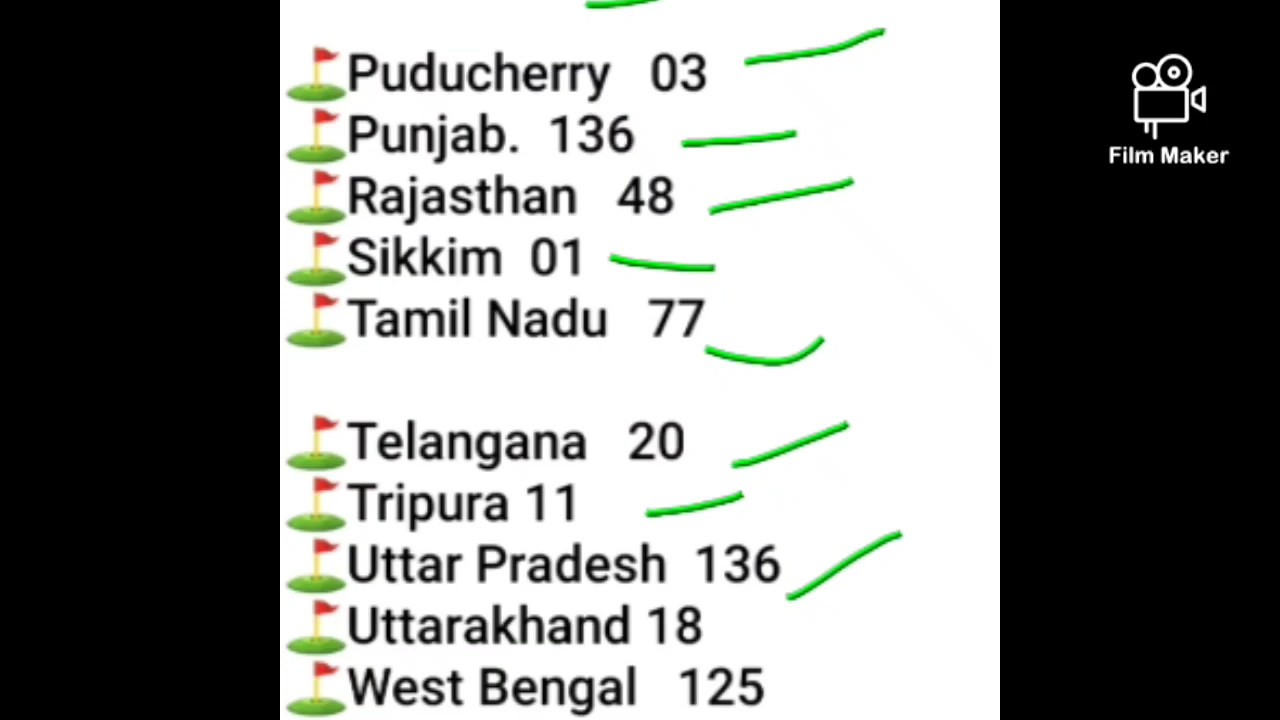 Puducherry 03
Punjab. 136
Rajasthan 48
Sikkim 01
Tamil Nadu 77
Telangana 20
Tripura 11
Uttar Pradesh 136
Uttarakhand 18
West Bengal 125
Film Maker